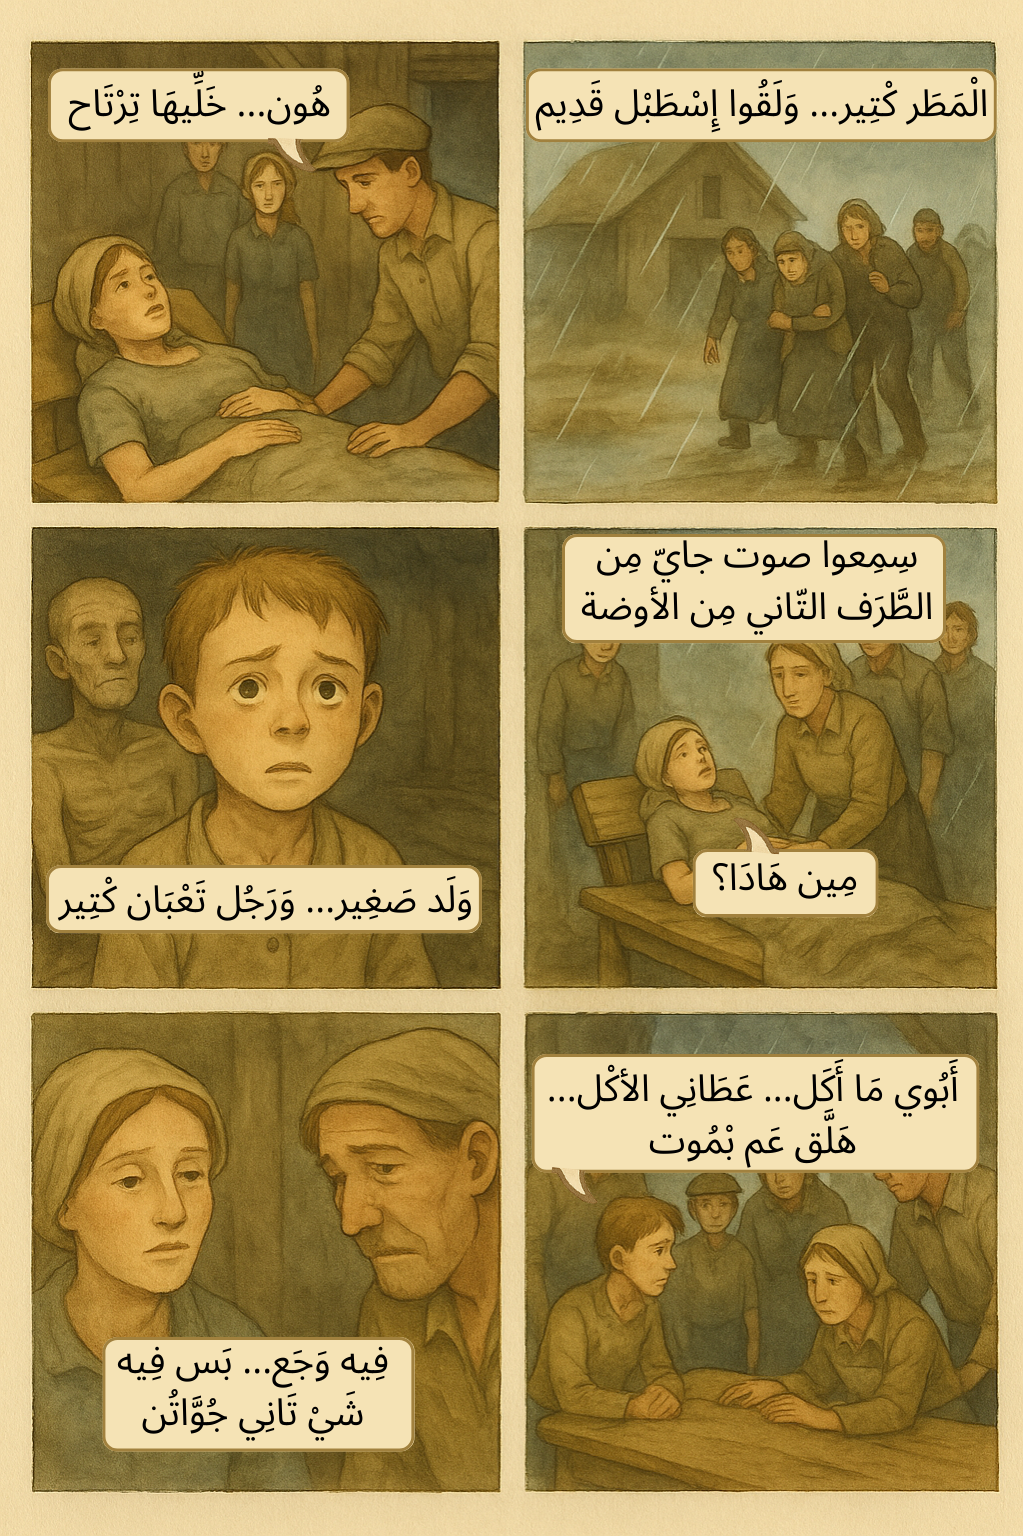 الْمَطَر كْتِير... وَلَقُوا إِسْطَبْل قَدِيم
هُون... خَلِّيهَا تِرْتَاح
سِمِعوا صوت جايّ مِن
الطَّرَف التّاني مِن الأوضة
مِين هَادَا؟
وَلَد صَغِير... وَرَجُل تَعْبَان كْتِير
أَبُوي مَا أَكَل... عَطَانِي الأكْل...
هَلَّق عَم بْمُوت
فِيه وَجَع... بَس فِيه
شَيْ تَانِي جُوَّاتُن